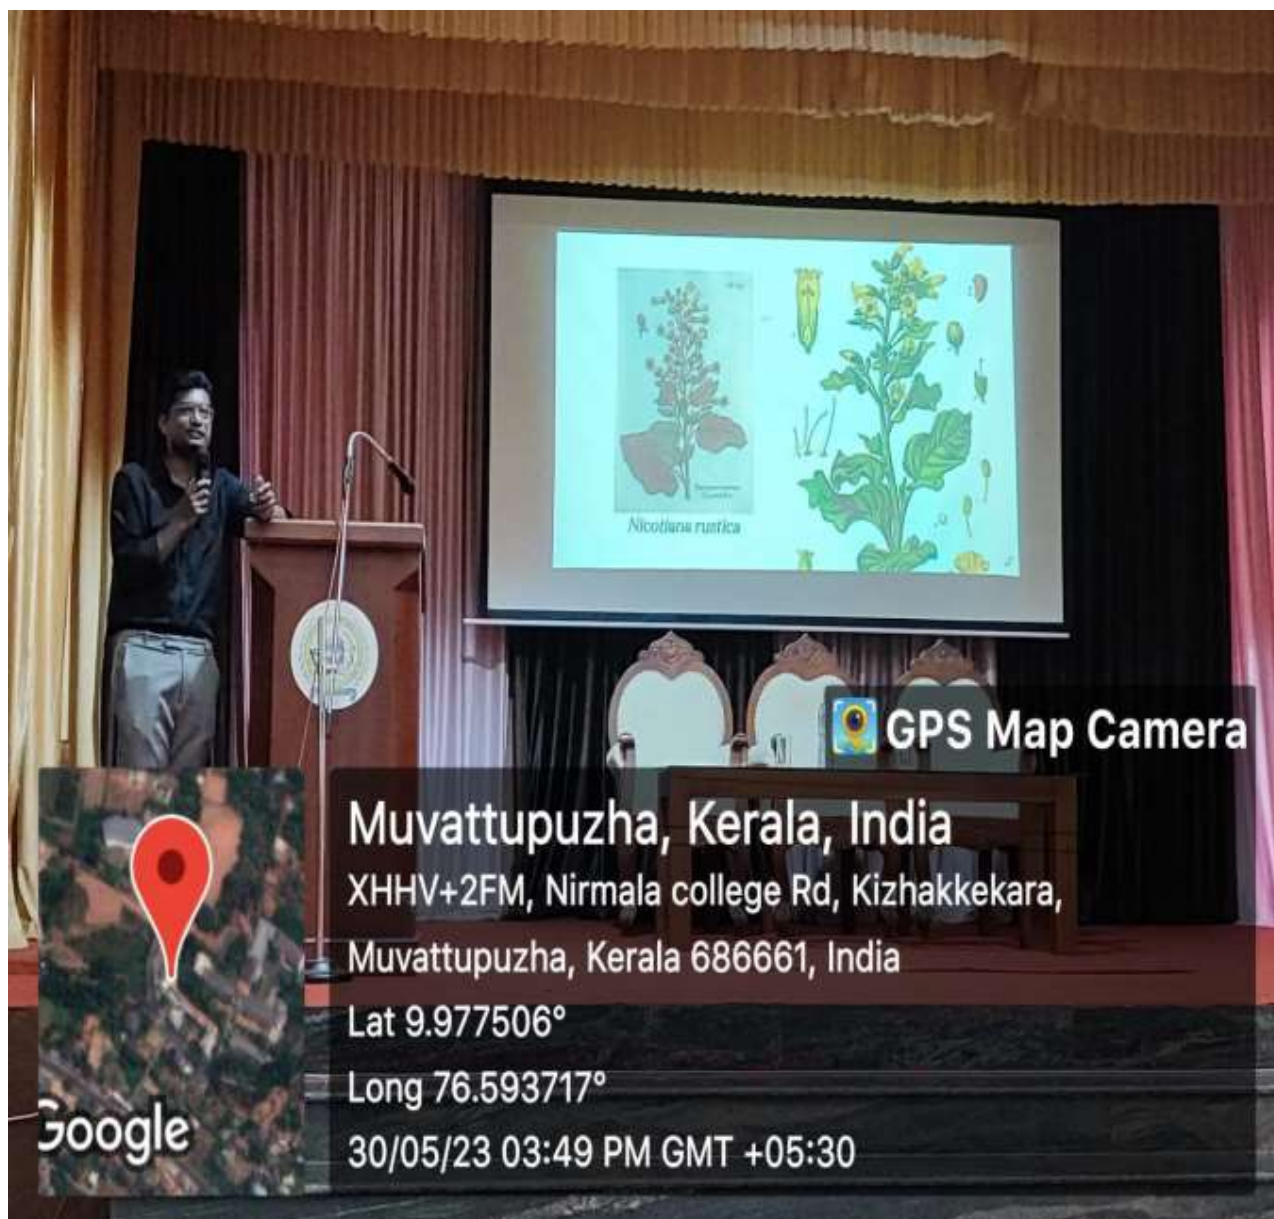 Nicotiana rustica
GPS Map Camera
Muvattupuzha, Kerala, India
XHHV+2FM, Nirmala college Rd, Kizhakkekara,
Muvattupuzha, Kerala 686661, India
Lat 9.977506°
Long 76.593717°
30/05/23 03:49 PM GMT +05:30
Google